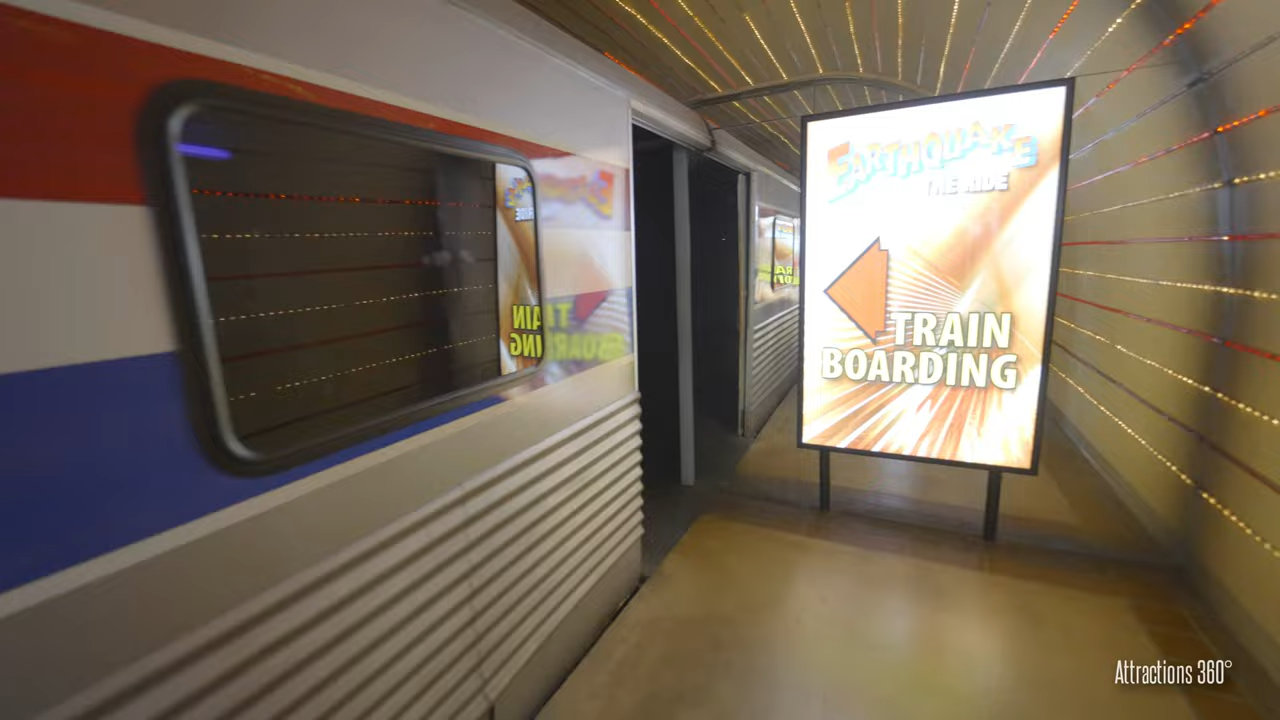 EARTHQUAKE
THE RIDE
TRAIN
BOARDING
Attractions 360°